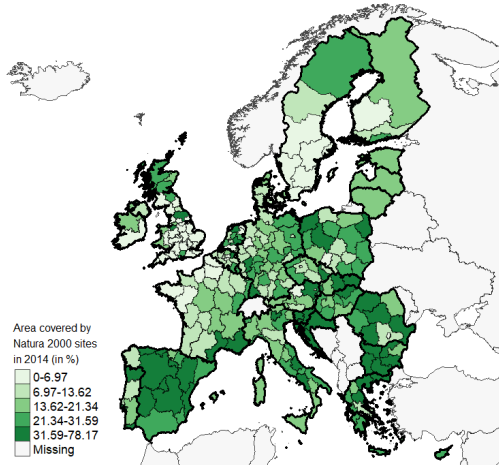 Area covered by
Natura 2000 sites
in 2014 (in %)
0-6.97
6.97-13.62
13.62-21.34
21.34-31.59
31.59-78.17
Missing